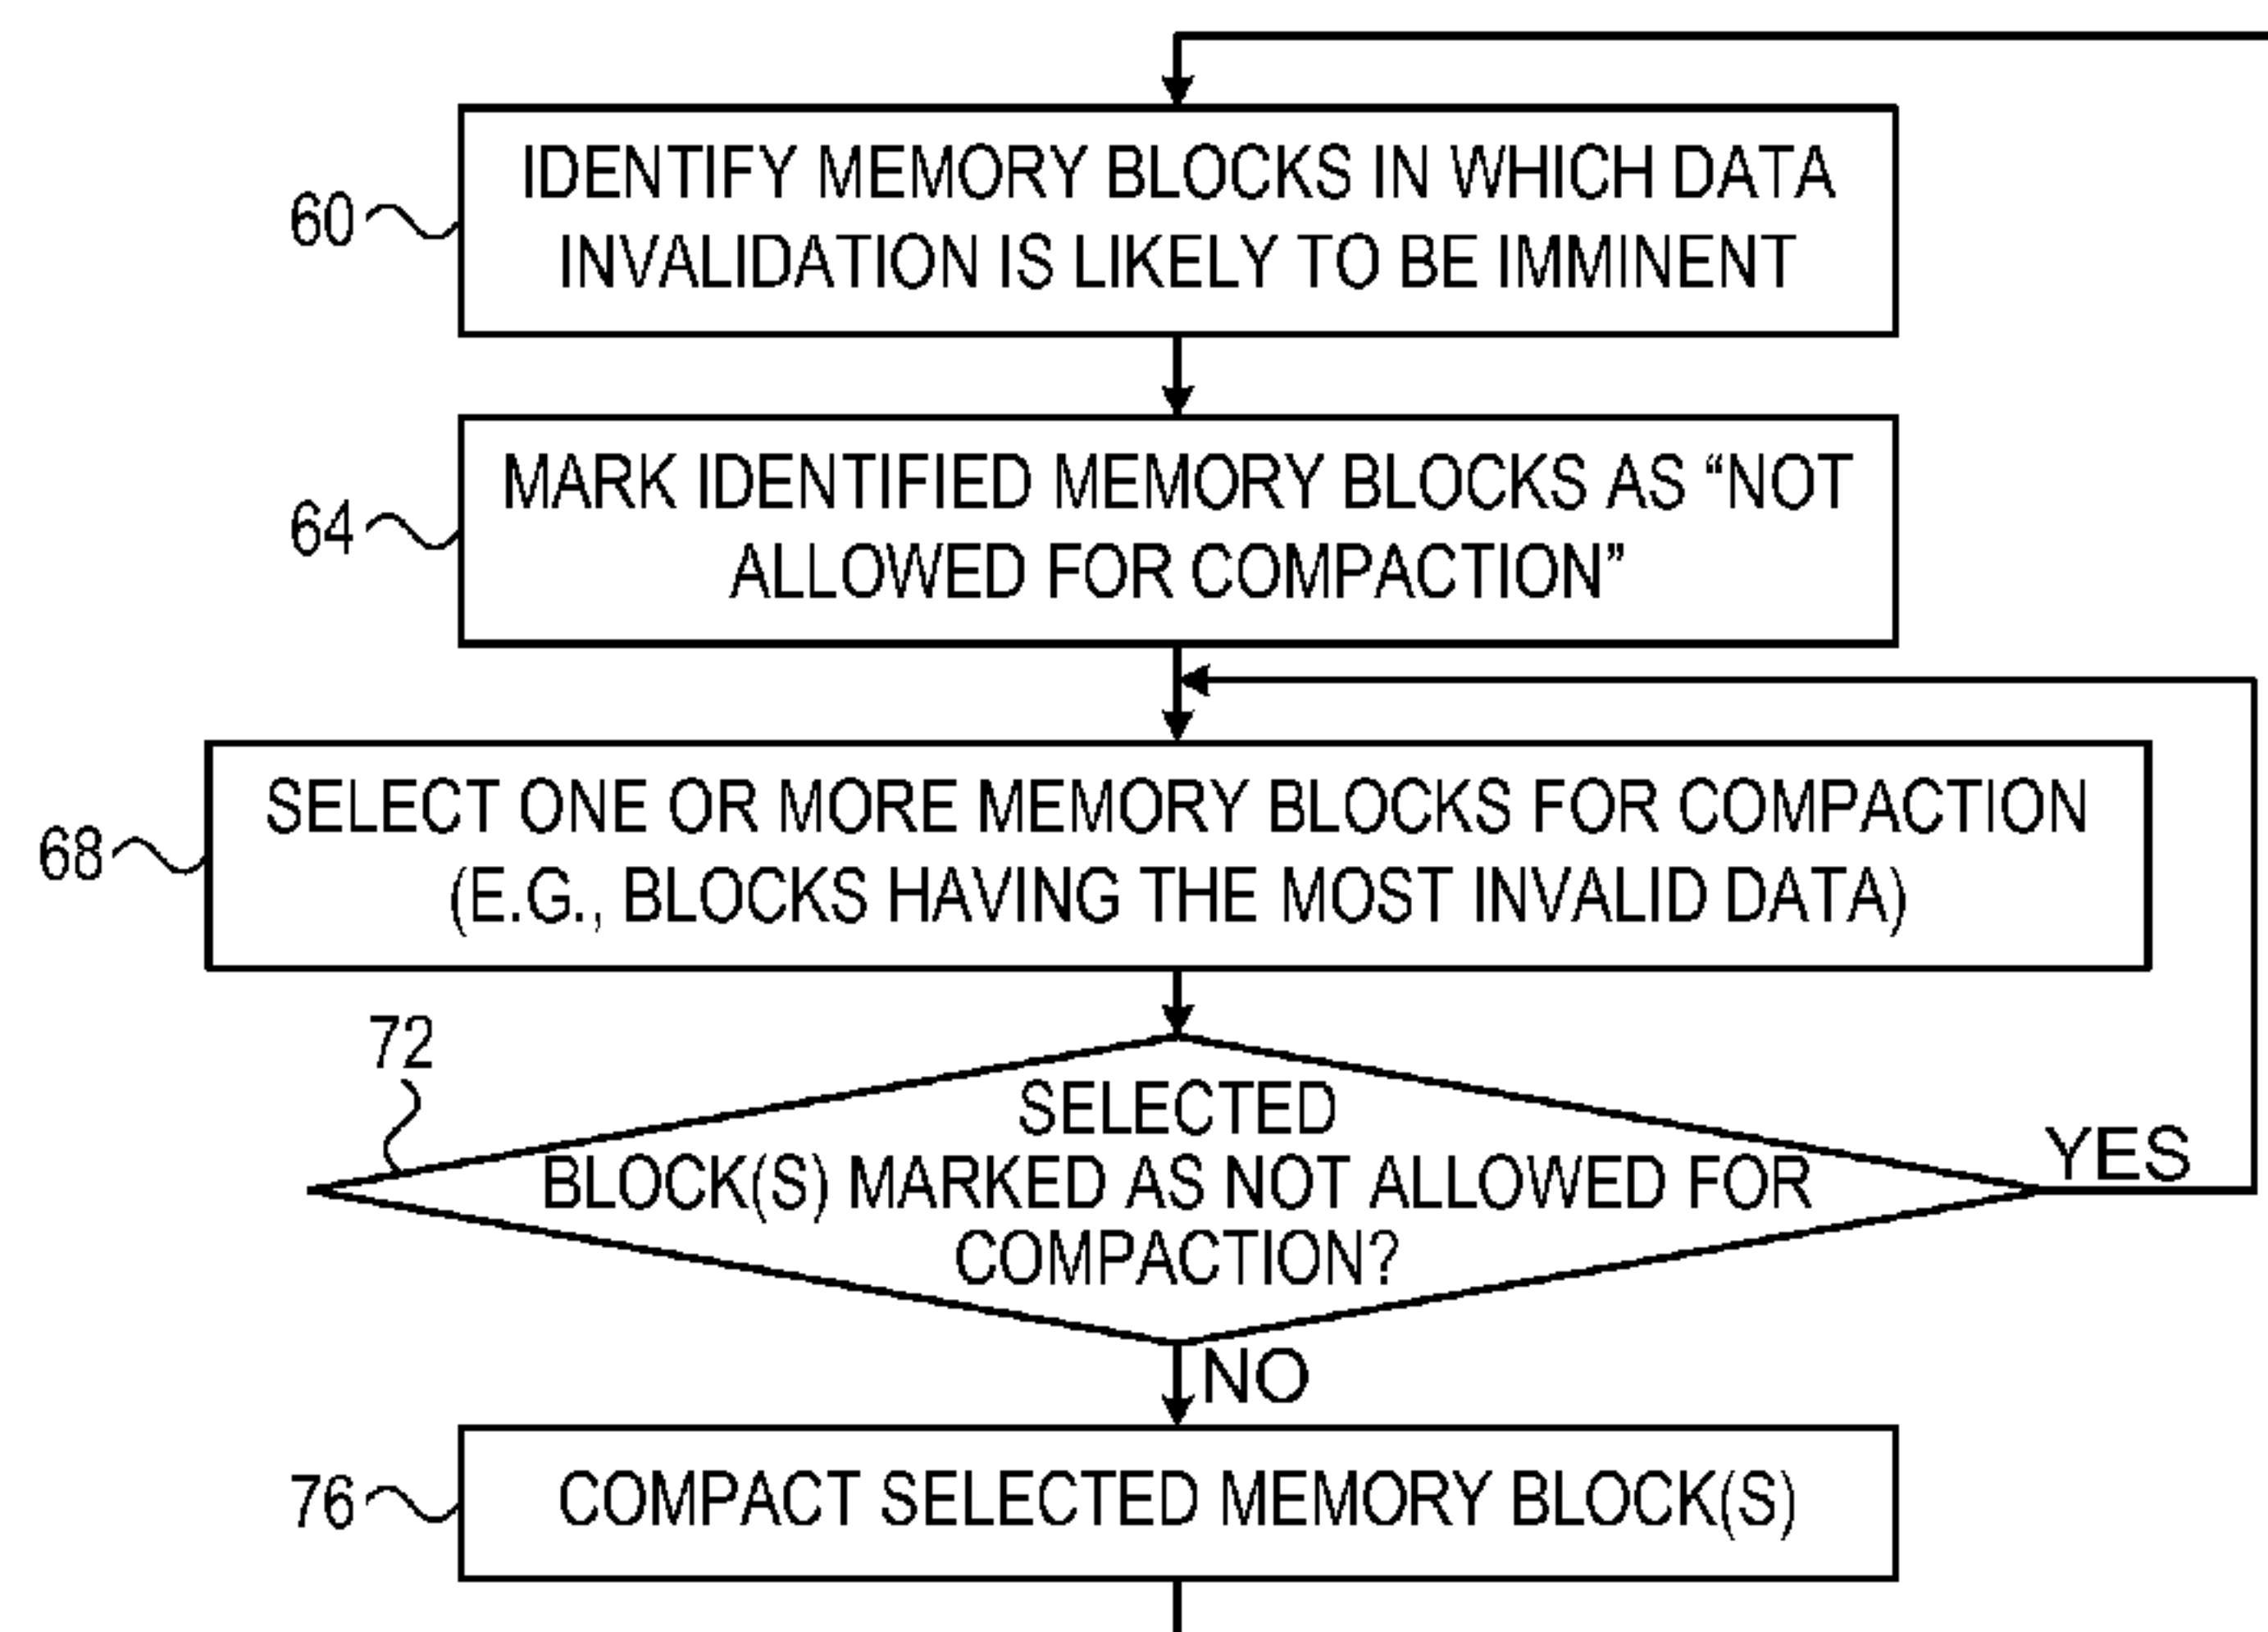 IDENTIFY MEMORY BLOCKS IN WHICH DATA
INVALIDATION IS LIKELY TO BE IMMINENT
60
MARK IDENTIFIED MEMORY BLOCKS AS “NOT
ALLOWED FOR COMPACTION”
64
SELECT ONE OR MORE MEMORY BLOCKS FOR COMPACTION
(E.G., BLOCKS HAVING THE MOST INVALID DATA)
68
72
SELECTED
BLOCK(S) MARKED AS NOT ALLOWED FOR
COMPACTION?
YES
NO
76
COMPACT SELECTED MEMORY BLOCK(S)